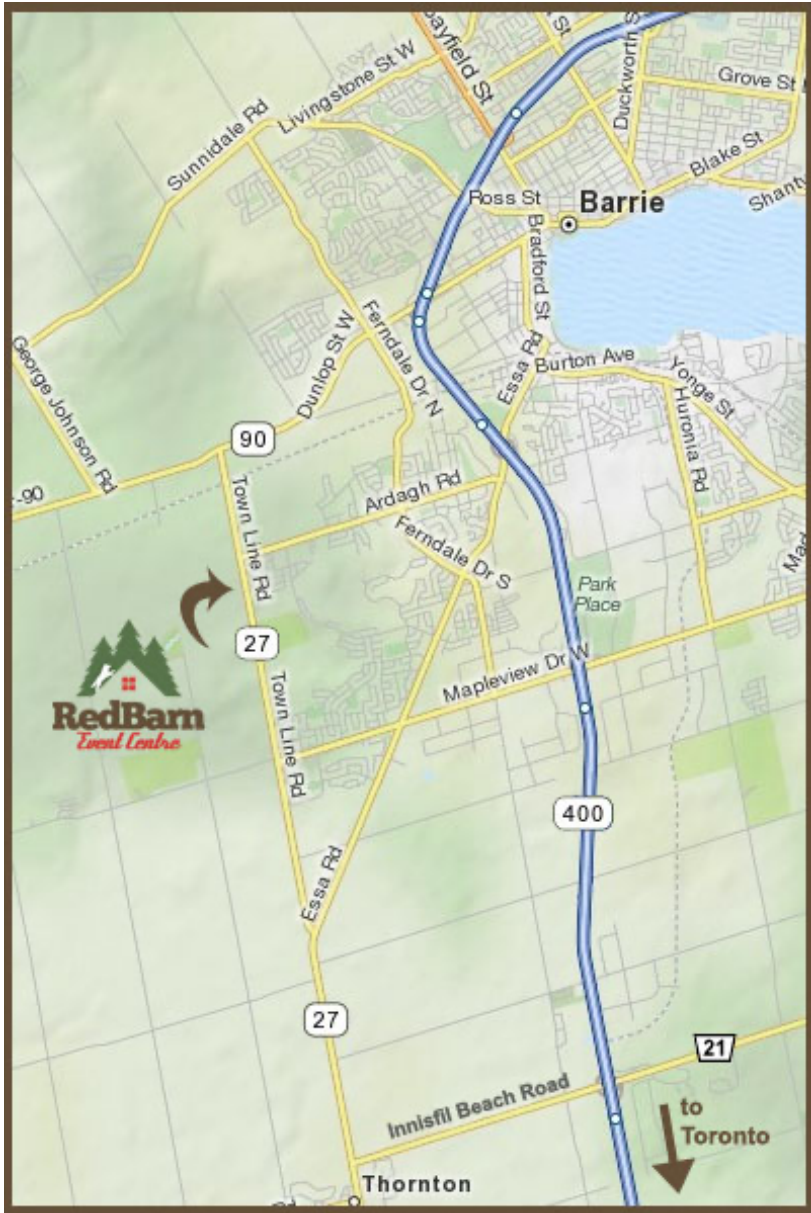 Bayfield St
Duckworth S
Grove St
Livingstone St W
Sunnidale Rd
Blake St
Shanty
Ross St
Barrie
Bradford St
Ferndale Dr N
Dunlop St W
Essa Rd
Burton Ave
Yonge St
Huronia Rd
George Johnson Rd
90
-90
Ardagh Rd
Town Line Rd
Ferndale Dr S
Park
Place
27
RedBarn
Event Centre
Mapleview Dr W
Town Line Rd
400
Essa Rd
27
21
Innisfil Beach Road
to
Toronto
Thornton